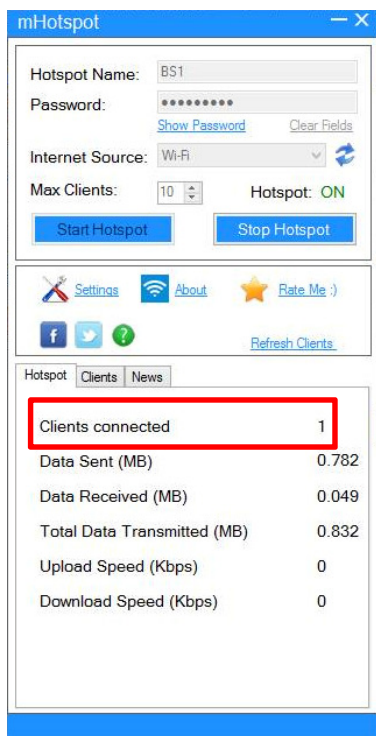 mHotspot
Hotspot Name: BS1
Password: •••••••••
Show Password Clear Fields
Internet Source: Wi-Fi
Max Clients: 10 Hotspot: ON
Start Hotspot Stop Hotspot
Settings About Rate Me :)
f ?
Refresh Clients
Hotspot Clients News
Clients connected 1
Data Sent (MB) 0.782
Data Received (MB) 0.049
Total Data Transmitted (MB) 0.832
Upload Speed (Kbps) 0
Download Speed (Kbps) 0